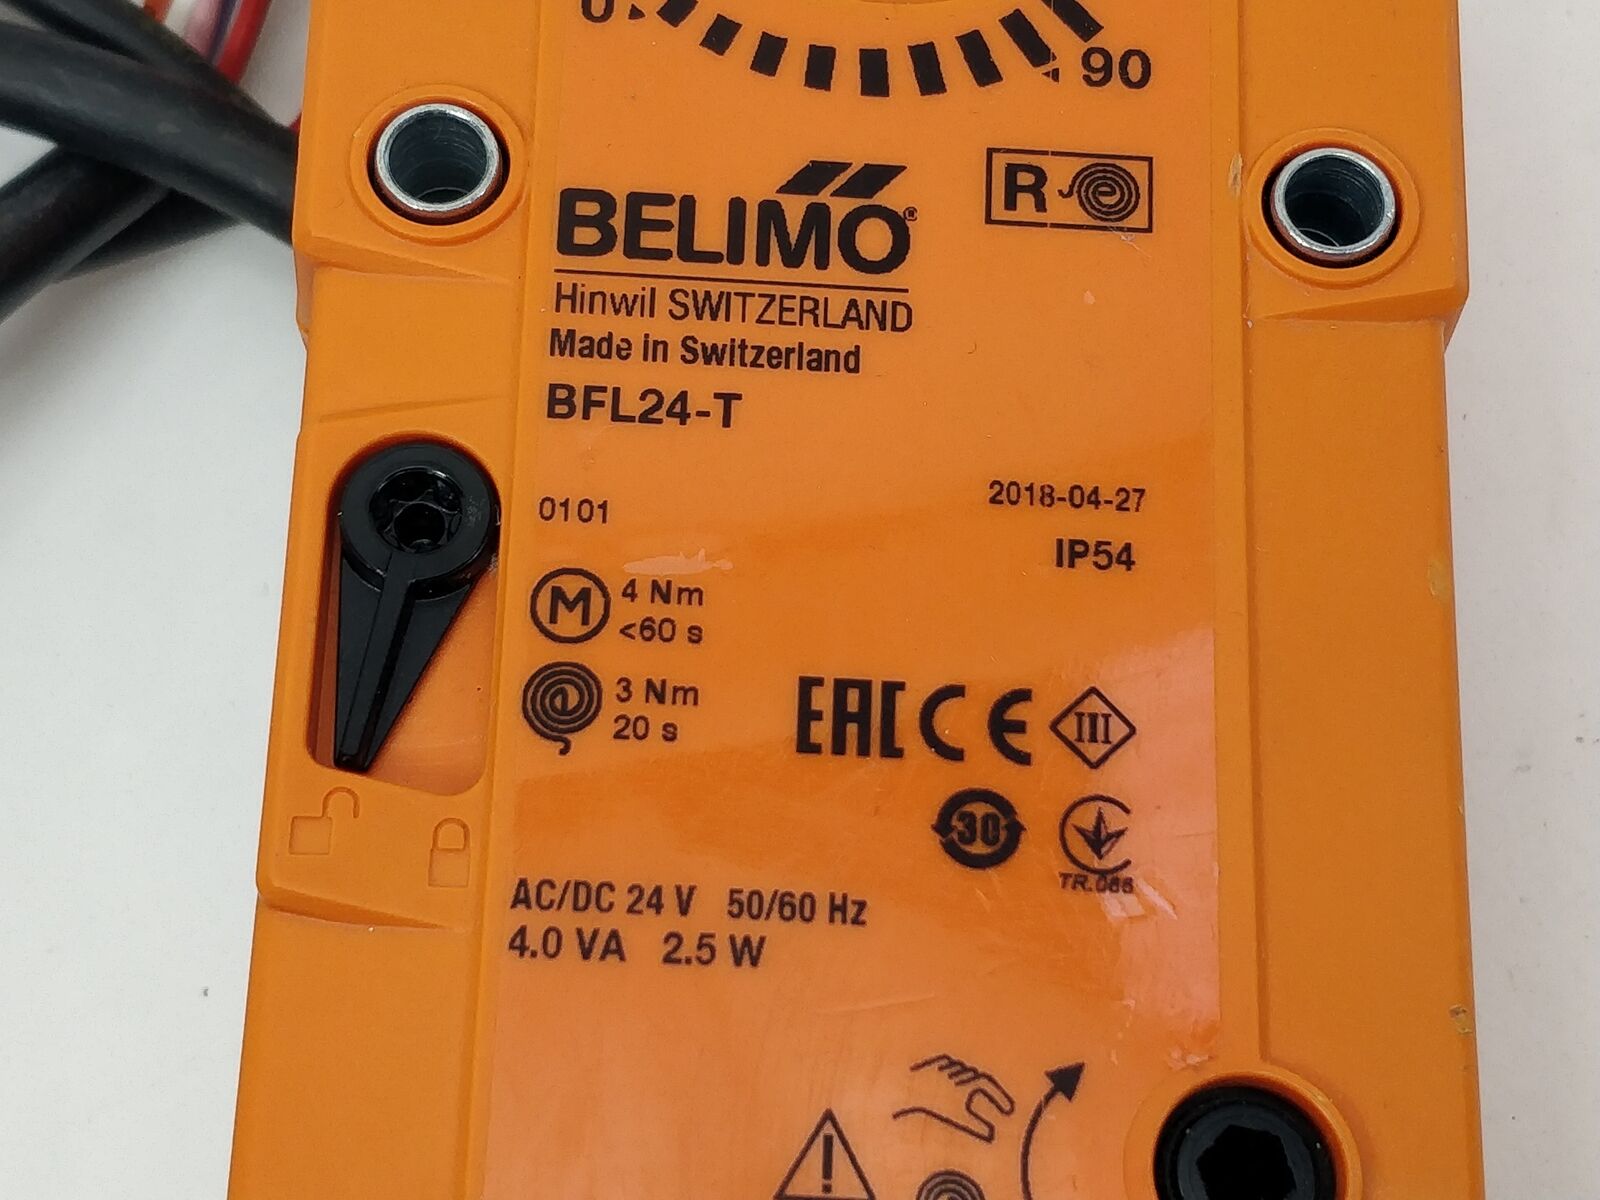 0
90
BELIMO®
R e
Hinwil SWITZERLAND
Made in Switzerland
BFL24-T
0101
2018-04-27
IP54
M 4 Nm
<60 s
e 3 Nm
20 s
EAC CE III
30
TR.066
AC/DC 24 V 50/60 Hz
4.0 VA 2.5 W
!